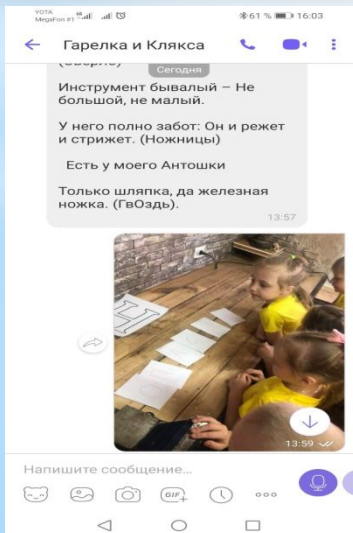 YOTA
MegaFon #1
61 % 16:03
Гарелка и Клякса
Сегодня
Инструмент бывалый – Не
большой, не малый.
У него полно забот: Он и режет
и стрижет. (Ножницы)
Есть у моего Антошки
Только шляпка, да железная
ножка. (ГвОздь).
13:57
Н
13:59
Напишите сообщение...
GIF